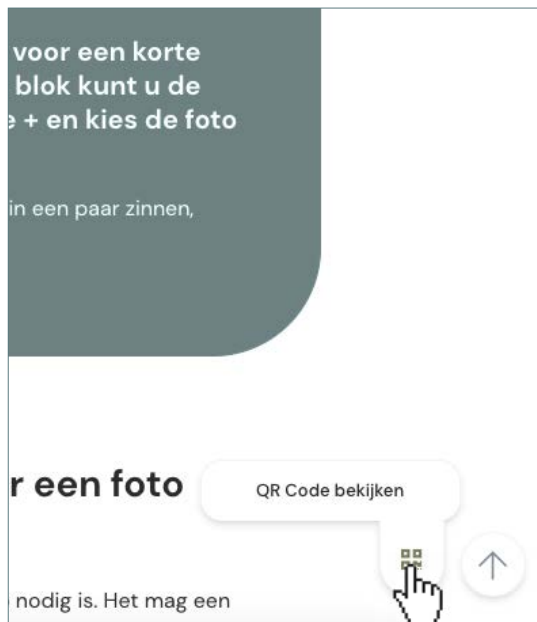 voor een korte
blok kunt u de
+ en kies de foto
in een paar zinnen,
een foto
QR Code bekijken
nodig is. Het mag een